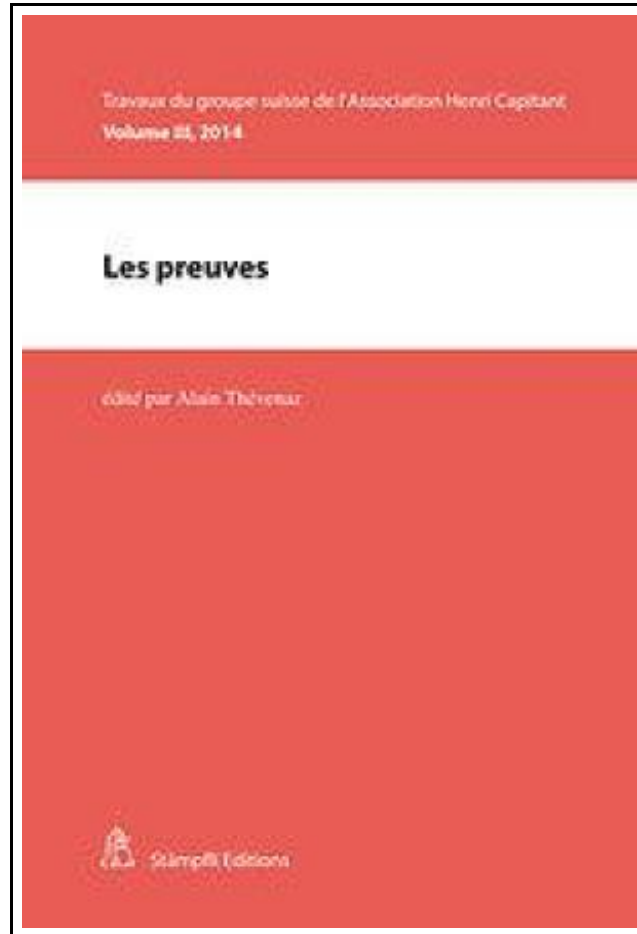 Travaux du groupe suisse de l'Association Henri Capitant
Volume III, 2014
Les preuves
édité par Alain Thévenaz
Stämpfli Editions